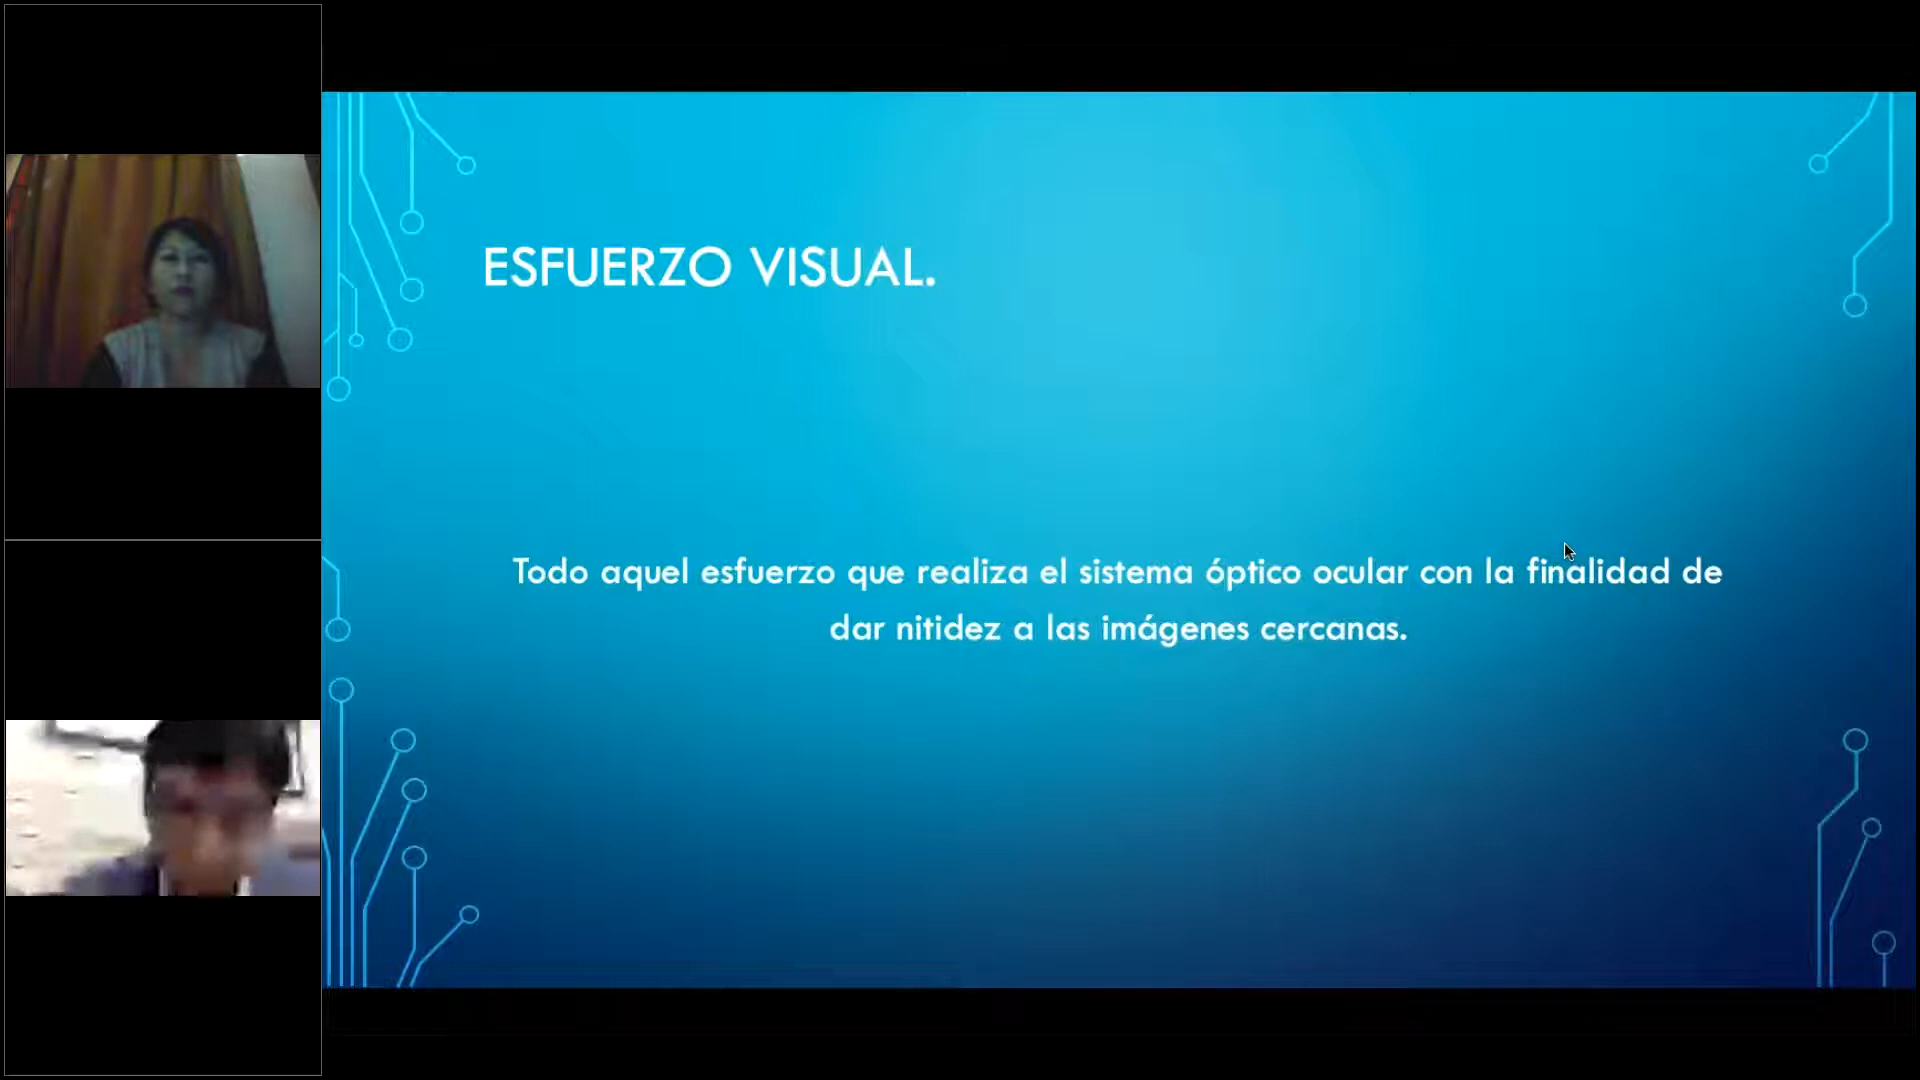 ESFUERZO VISUAL.
Todo aquel esfuerzo que realiza el sistema óptico ocular con la finalidad de
dar nitidez a las imágenes cercanas.